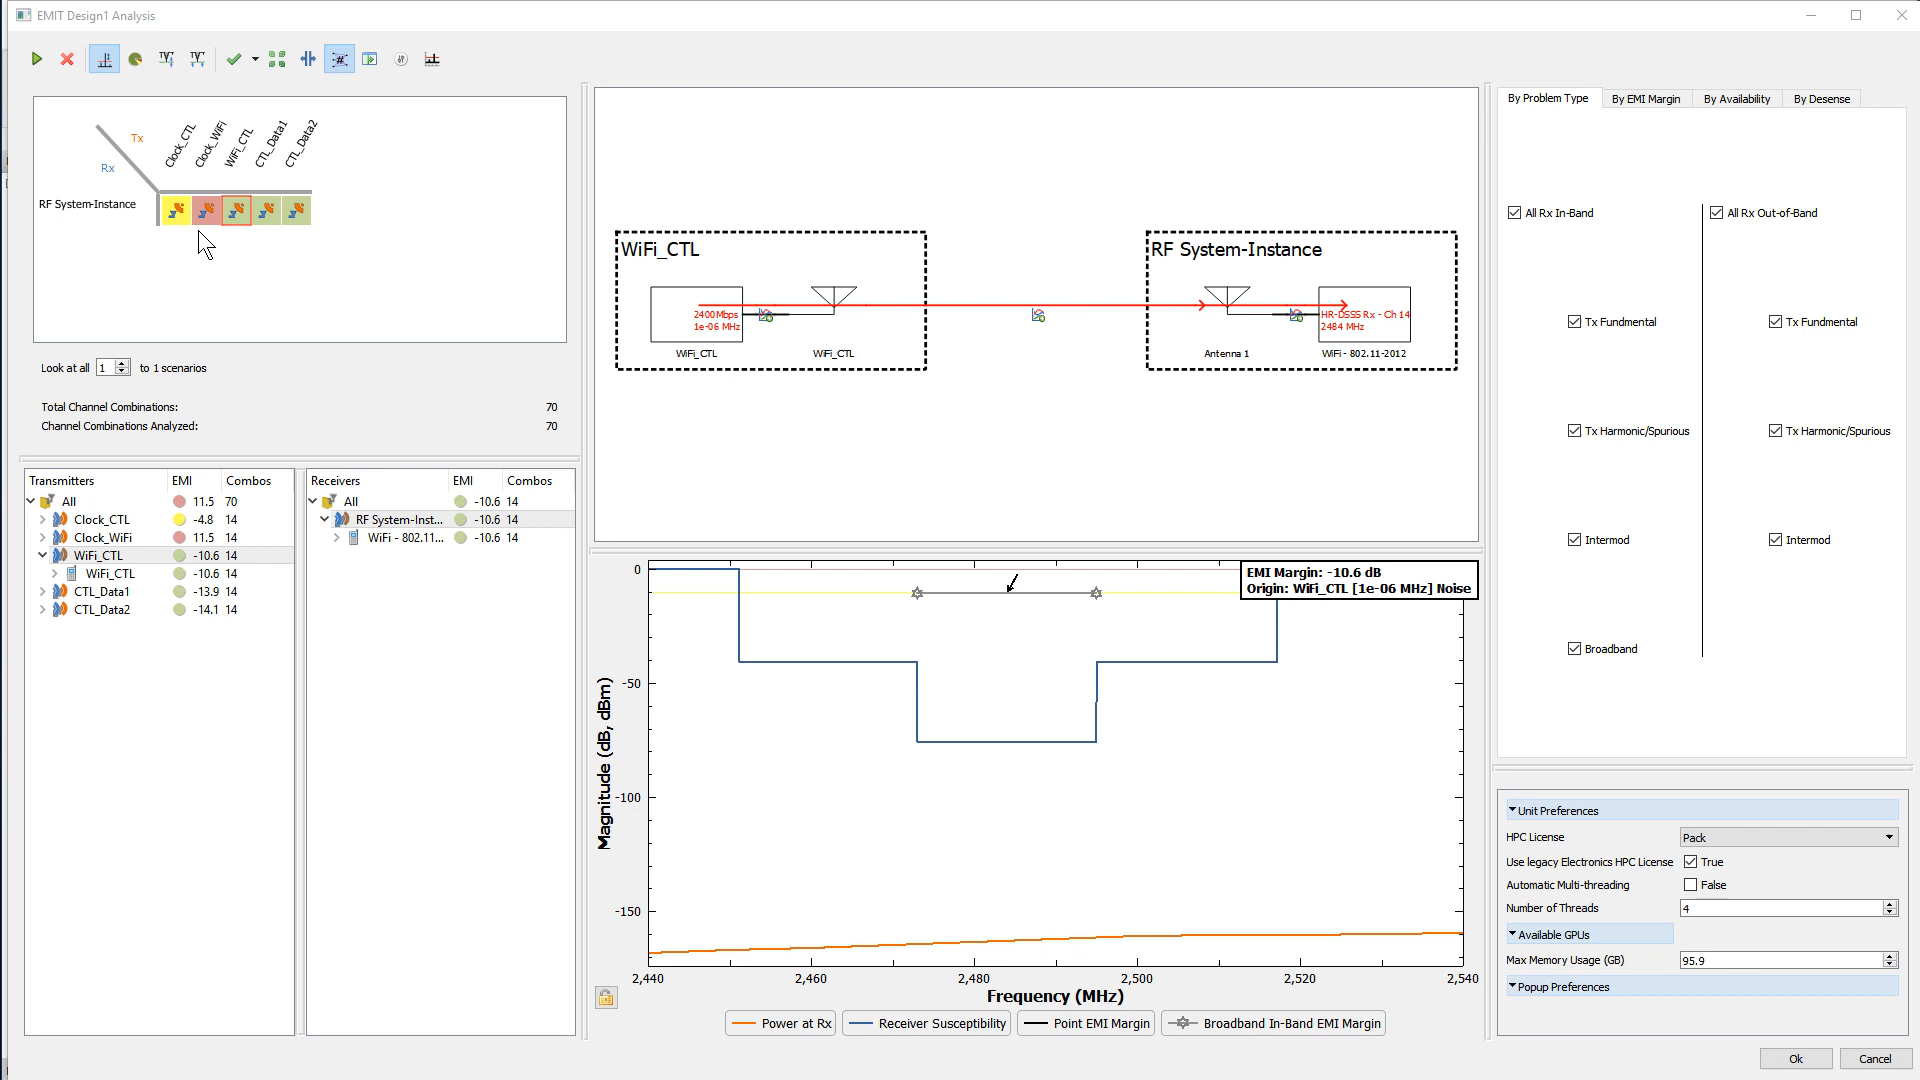 EMIT Design1 Analysis
Tx
Rx
Clock_CTL
Clock_WiFi
WiFi_CTL
CTL_Data1
CTL_Data2
RF System-Instance
Look at all 1 to 1 scenarios
Total Channel Combinations: 70
Channel Combinations Analyzed: 70
Transmitters EMI Combos
All 11.5 70
Clock_CTL -4.8 14
Clock_WiFi 11.5 14
WiFi_CTL -10.6 14
WiFi_CTL -10.6 14
CTL_Data1 -13.9 14
CTL_Data2 -14.1 14
Receivers EMI Combos
All -10.6 14
RF System-Inst... -10.6 14
WiFi - 802.11... -10.6 14
WiFi_CTL
2400Mbps
1e-06 MHz
WiFi_CTL
WiFi_CTL
RF System-Instance
HR-DSSS Rx - Ch 14
2484 MHz
Antenna 1
WiFi - 802.11-2012
EMI Margin: -10.6 dB
Origin: WiFi_CTL [1e-06 MHz] Noise
Magnitude (dB, dBm)
0
-50
-100
-150
2,440
2,460
2,480
2,500
2,520
2,540
Frequency (MHz)
Power at Rx
Receiver Susceptibility
Point EMI Margin
Broadband In-Band EMI Margin
By Problem Type
By EMI Margin
By Availability
By Desense
All Rx In-Band
All Rx Out-of-Band
Tx Fundmental
Tx Fundmental
Tx Harmonic/Spurious
Tx Harmonic/Spurious
Intermod
Intermod
Broadband
Unit Preferences
HPC License Pack
Use legacy Electronics HPC License True
Automatic Multi-threading False
Number of Threads 4
Available GPUs
Max Memory Usage (GB) 95.9
Popup Preferences
Ok
Cancel